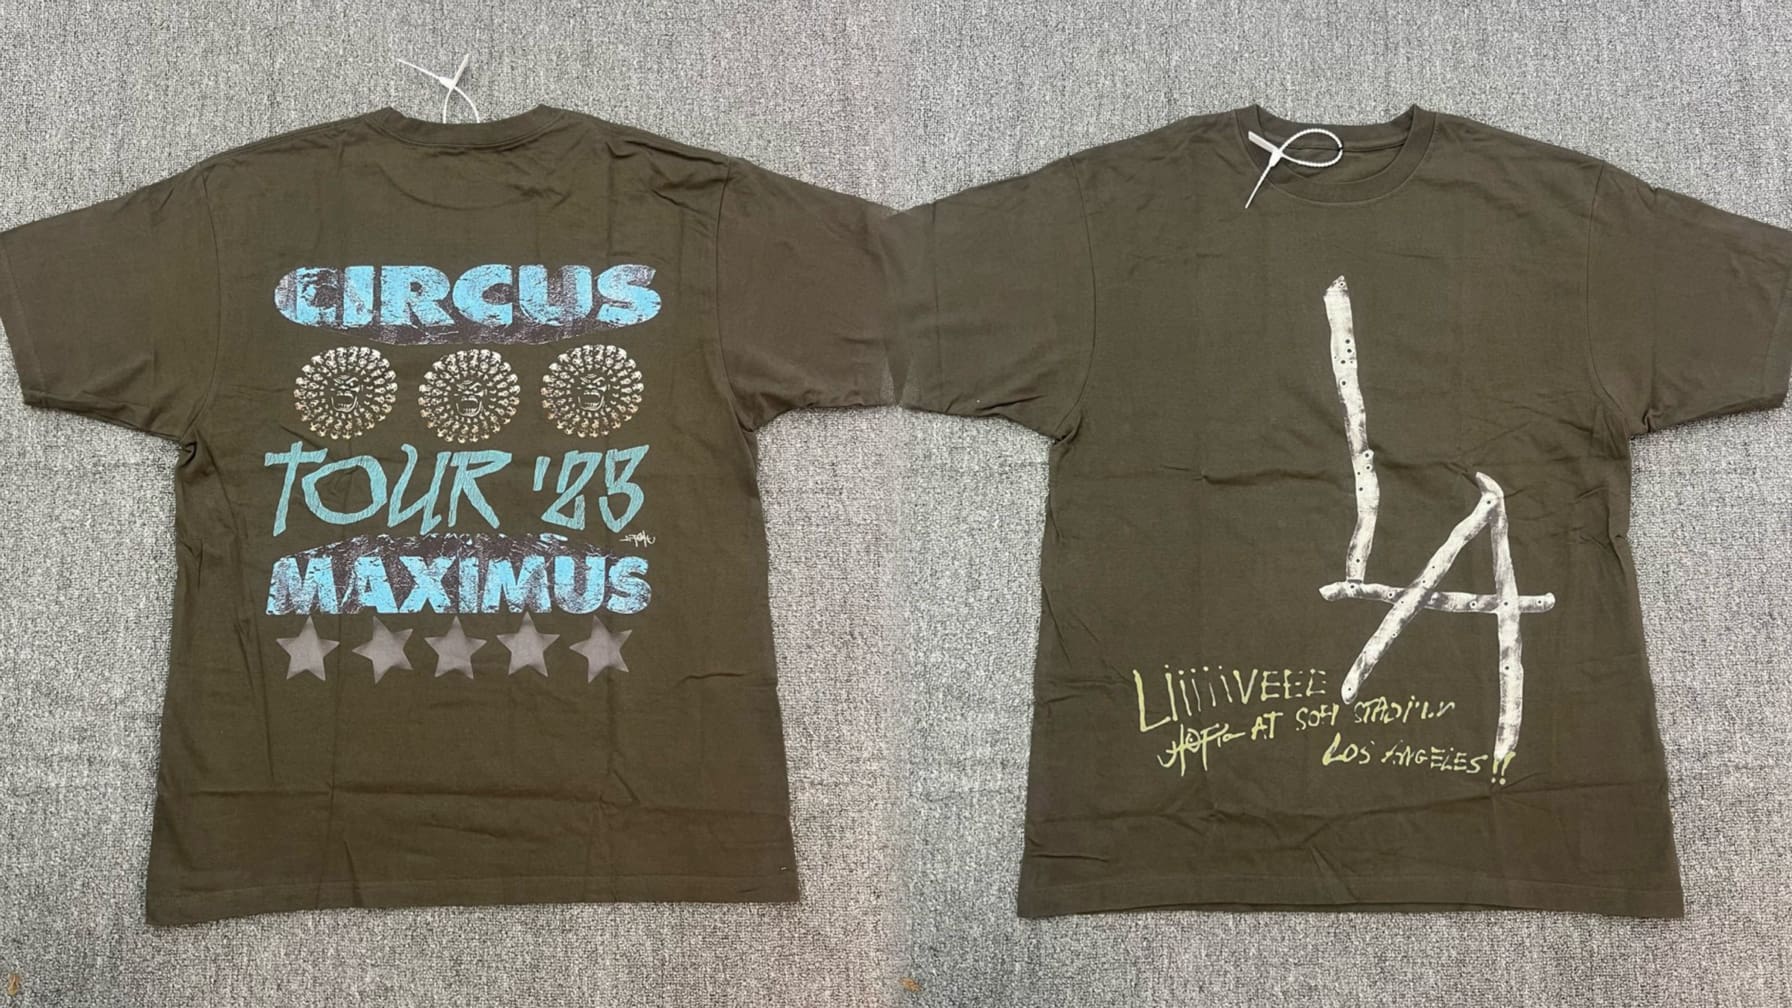 CIRCUS
TOUR '23
MAXIMUS
LA
LiiiiiVEEE
AT SOFI STADIUM
LOS ANGELES!!